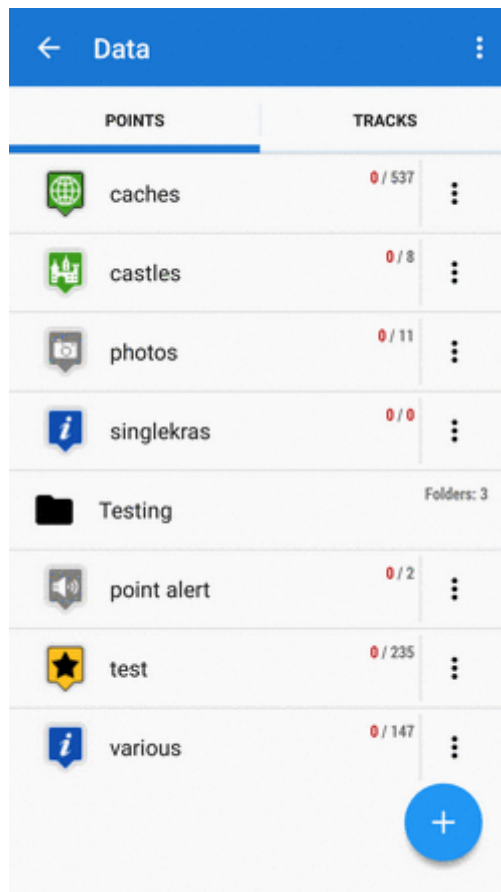 Data
POINTS TRACKS
caches 0 / 537
castles 0 / 8
photos 0 / 11
singlekras 0 / 0
Testing Folders: 3
point alert 0 / 2
test 0 / 235
various 0 / 147